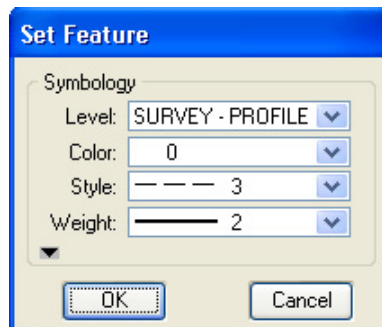 Set Feature
Symbology
Level: SURVEY - PROFILE
Color: 0
Style: 3
Weight: 2
OK Cancel